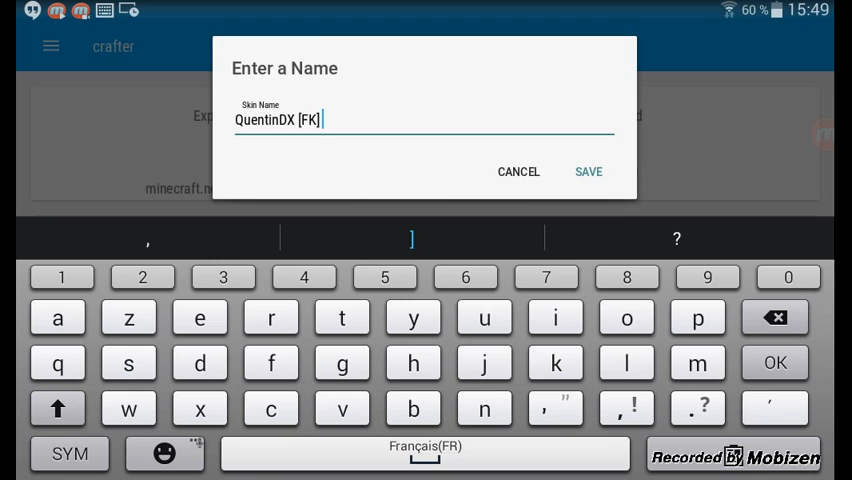 60 % 15:49
crafter
Enter a Name
Skin Name
QuentinDX [FK]
CANCEL SAVE
Exp
minecraft.ne
d
, ] ?
1 2 3 4 5 6 7 8 9 0
a z e r t y u i o p
q s d f g h j k l m OK
w x c v b n ' " , ! . ? ´
SYM Français(FR) Recorded by Mobizen